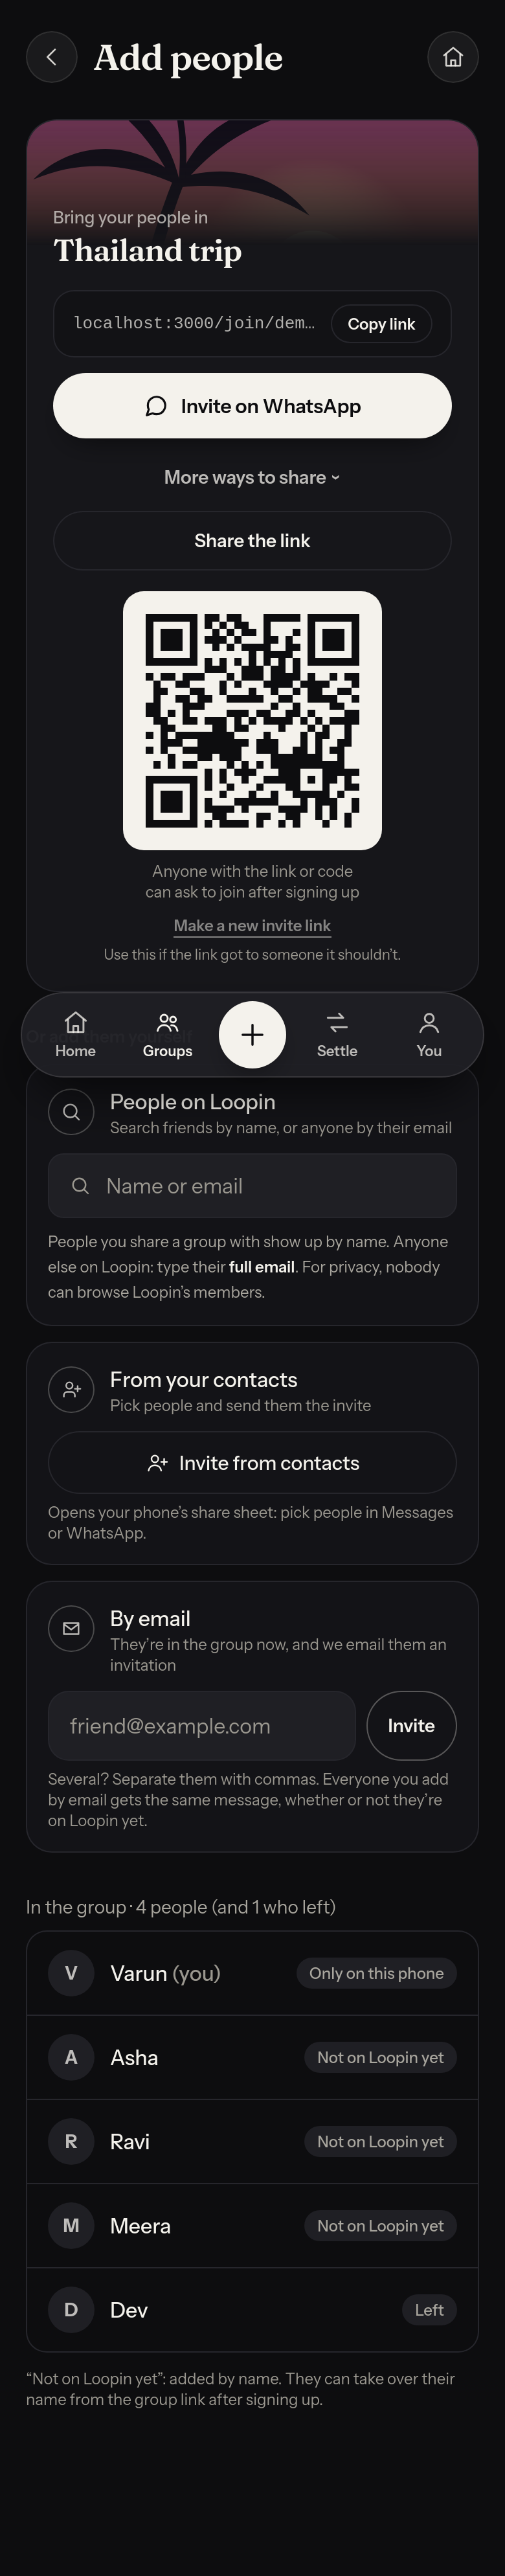 Add people
Bring your people in
Thailand trip
localhost:3000/join/dem…
Copy link
Invite on WhatsApp
More ways to share
Share the link
Anyone with the link or code
can ask to join after signing up
Make a new invite link
Use this if the link got to someone it shouldn’t.
Or add them yourself
Home
Groups
Settle
You
People on Loopin
Search friends by name, or anyone by their email
Name or email
People you share a group with show up by name. Anyone
else on Loopin: type their full email. For privacy, nobody
can browse Loopin’s members.
From your contacts
Pick people and send them the invite
Invite from contacts
Opens your phone’s share sheet: pick people in Messages
or WhatsApp.
By email
They’re in the group now, and we email them an
invitation
friend@example.com
Invite
Several? Separate them with commas. Everyone you add
by email gets the same message, whether or not they’re
on Loopin yet.
In the group · 4 people (and 1 who left)
V
Varun (you)
Only on this phone
A
Asha
Not on Loopin yet
R
Ravi
Not on Loopin yet
M
Meera
Not on Loopin yet
D
Dev
Left
“Not on Loopin yet”: added by name. They can take over their
name from the group link after signing up.